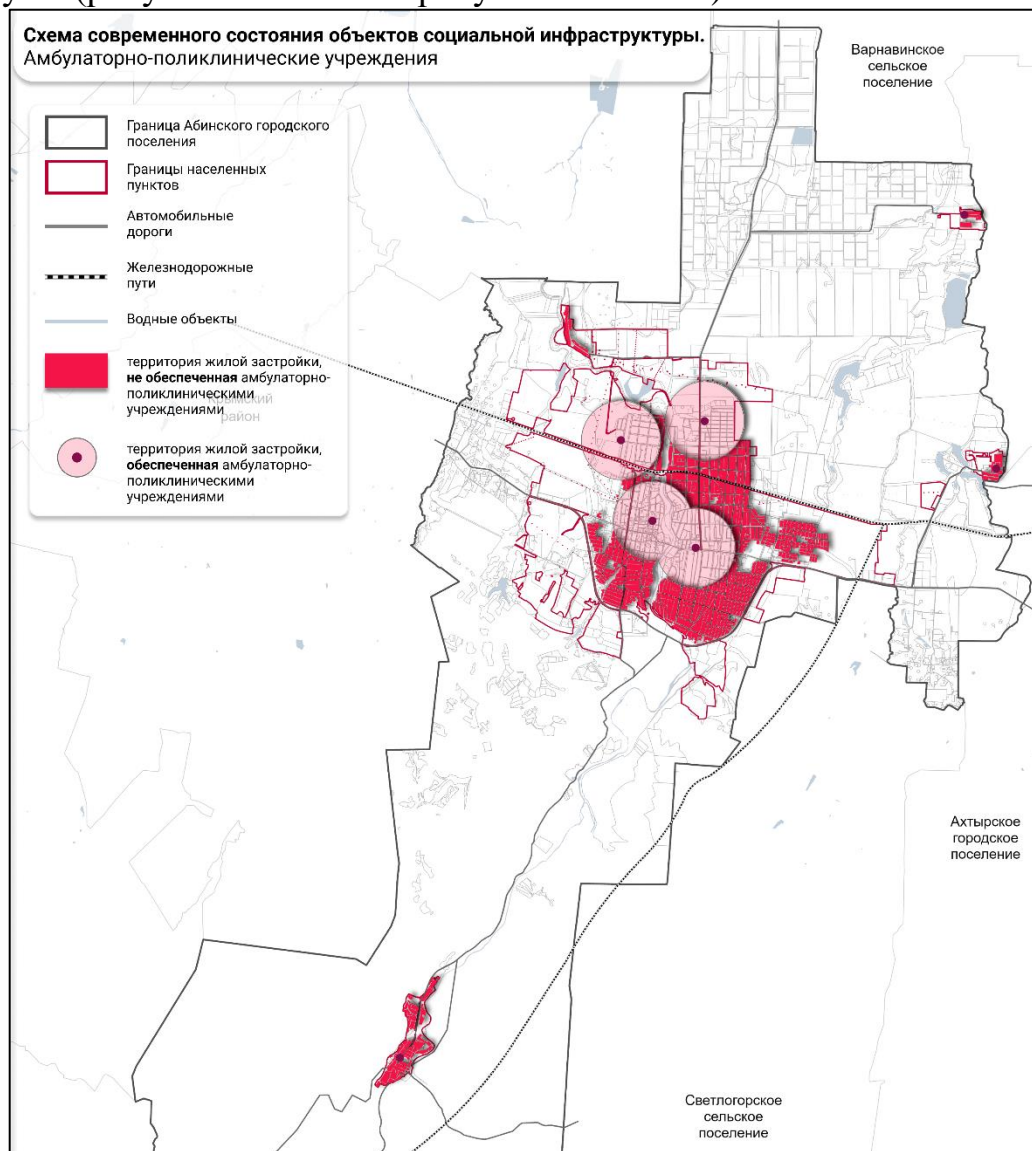 Схема современного состояния объектов социальной инфраструктуры.
Амбулаторно-поликлинические учреждения
Варнавинское
сельское
поселение
Граница Абинского городского
поселения
Границы населенных
пунктов
Автомобильные
дороги
Железнодорожные
пути
Водные объекты
территория жилой застройки,
не обеспеченная амбулаторно-
поликлиническими
учреждениями
Крымский
район
территория жилой застройки,
обеспеченная амбулаторно-
поликлиническими
учреждениями
Ахтырское
городское
поселение
Светлогорское
сельское
поселение